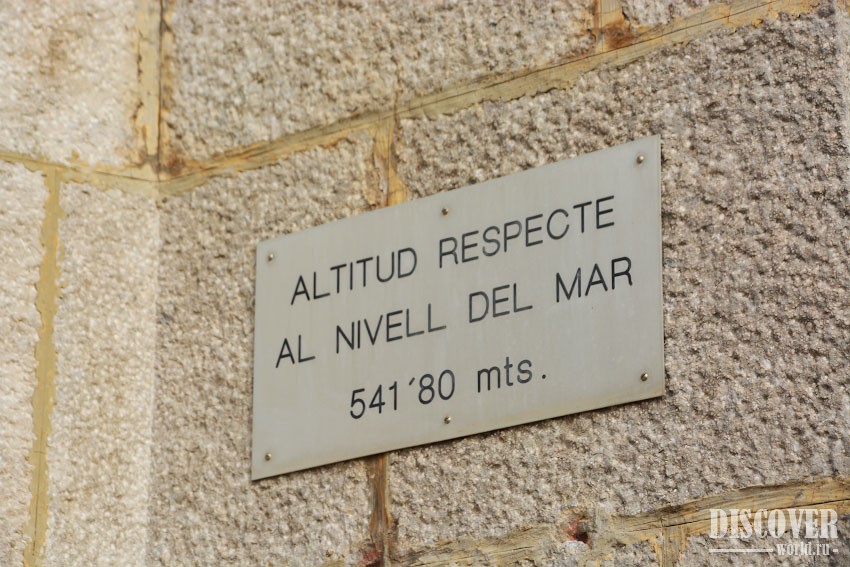 ALTITUD RESPECTE
AL NIVELL DEL MAR
541´80 mts.
DISCOVER
world.ru